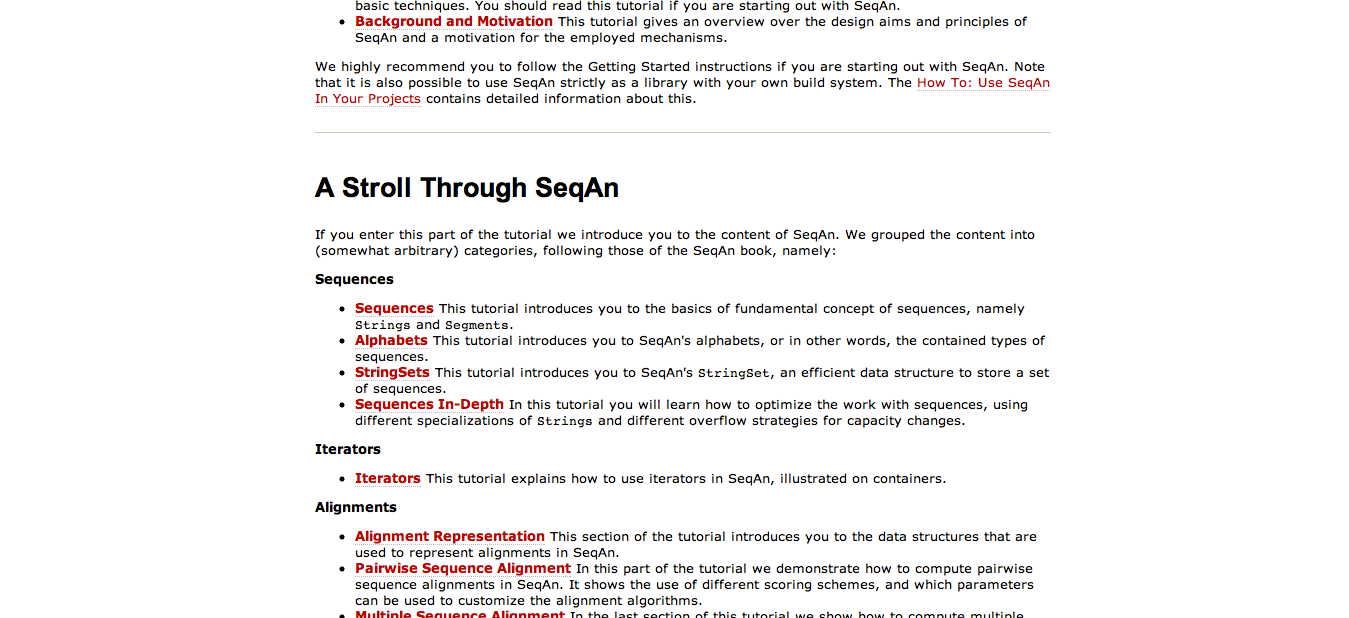 basic techniques. You should read this tutorial if you are starting out with SeqAn.
• Background and Motivation This tutorial gives an overview over the design aims and principles of
SeqAn and a motivation for the employed mechanisms.
We highly recommend you to follow the Getting Started instructions if you are starting out with SeqAn. Note
that it is also possible to use SeqAn strictly as a library with your own build system. The How To: Use SeqAn
In Your Projects contains detailed information about this.
A Stroll Through SeqAn
If you enter this part of the tutorial we introduce you to the content of SeqAn. We grouped the content into
(somewhat arbitrary) categories, following those of the SeqAn book, namely:
Sequences
• Sequences This tutorial introduces you to the basics of fundamental concept of sequences, namely
Strings and Segments.
• Alphabets This tutorial introduces you to SeqAn's alphabets, or in other words, the contained types of
sequences.
• StringSets This tutorial introduces you to SeqAn's StringSet, an efficient data structure to store a set
of sequences.
• Sequences In-Depth In this tutorial you will learn how to optimize the work with sequences, using
different specializations of Strings and different overflow strategies for capacity changes.
Iterators
• Iterators This tutorial explains how to use iterators in SeqAn, illustrated on containers.
Alignments
• Alignment Representation This section of the tutorial introduces you to the data structures that are
used to represent alignments in SeqAn.
• Pairwise Sequence Alignment In this part of the tutorial we demonstrate how to compute pairwise
sequence alignments in SeqAn. It shows the use of different scoring schemes, and which parameters
can be used to customize the alignment algorithms.
• Multiple Sequence Alignment In the last section of this tutorial we show how to compute multiple